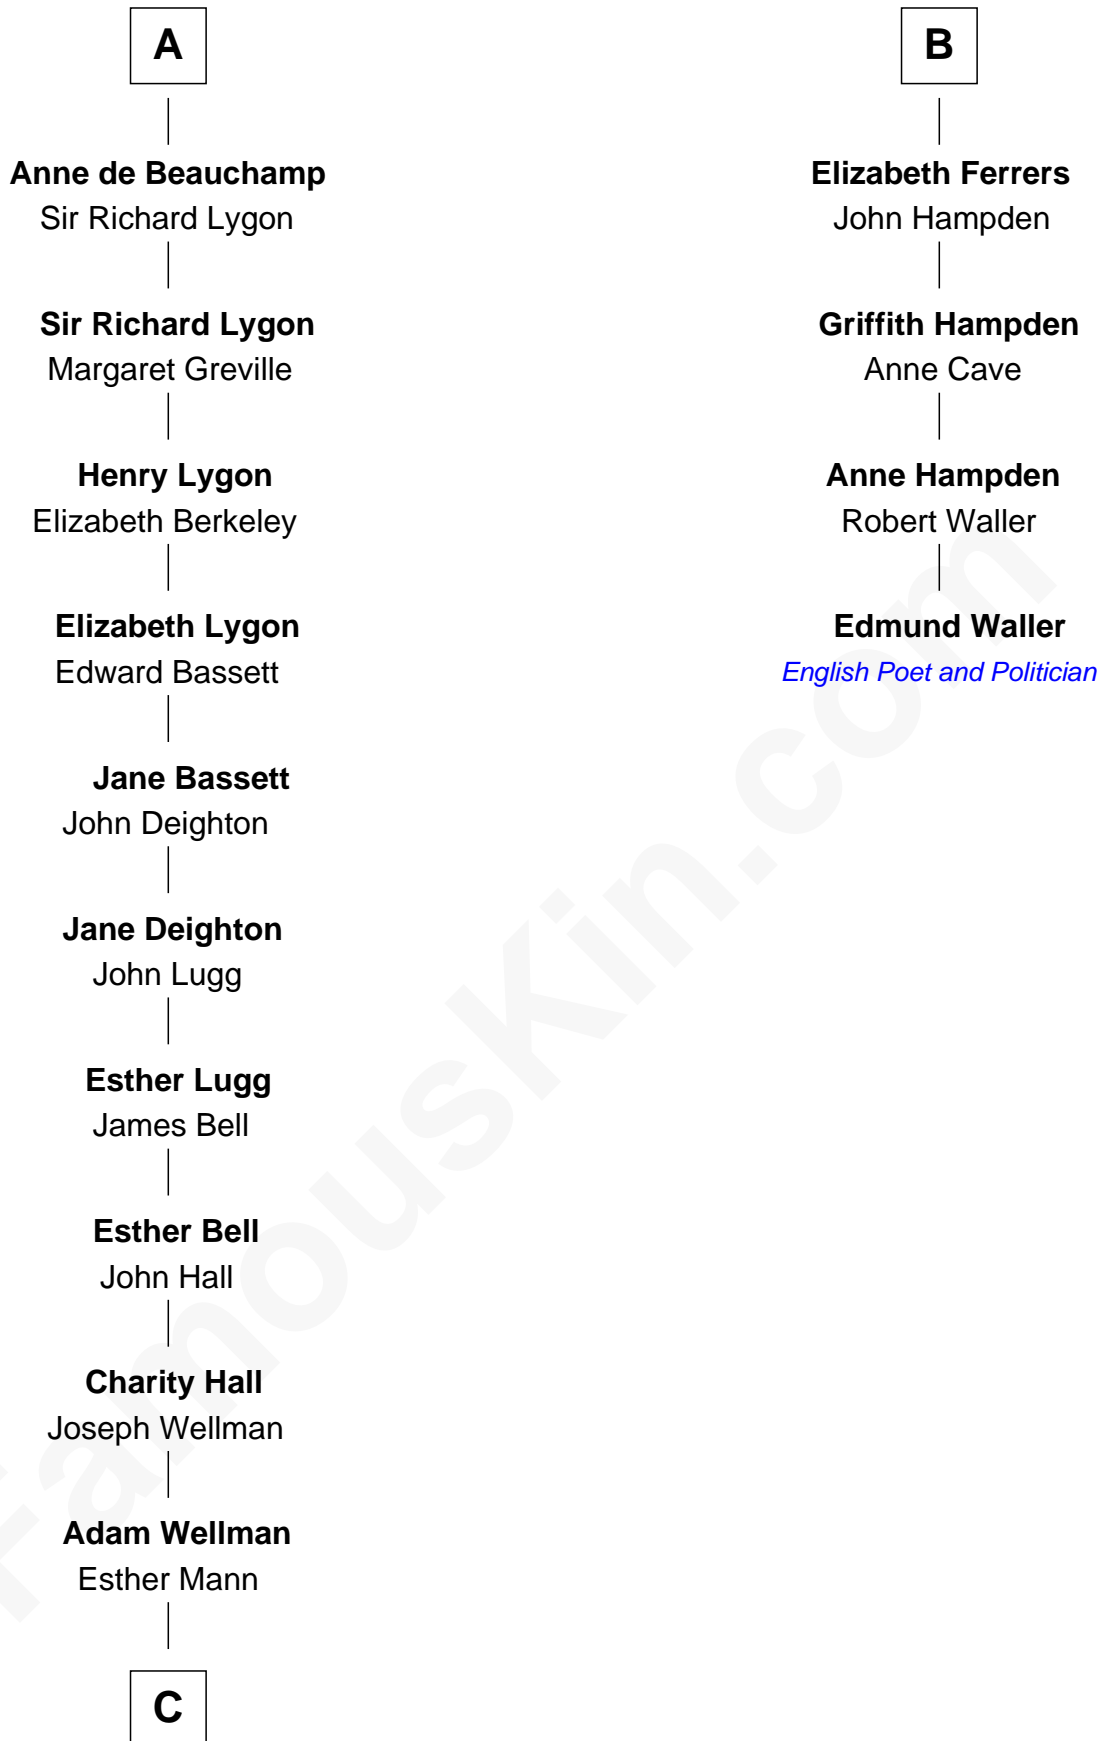 A
Anne de Beauchamp
Sir Richard Lygon
Sir Richard Lygon
Margaret Greville
Henry Lygon
Elizabeth Berkeley
Elizabeth Lygon
Edward Bassett
Jane Bassett
John Deighton
Jane Deighton
John Lugg
Esther Lugg
James Bell
Esther Bell
John Hall
Charity Hall
Joseph Wellman
Adam Wellman
Esther Mann
C
B
Elizabeth Ferrers
John Hampden
Griffith Hampden
Anne Cave
Anne Hampden
Robert Waller
Edmund Waller
English Poet and Politician
FamousKin.com